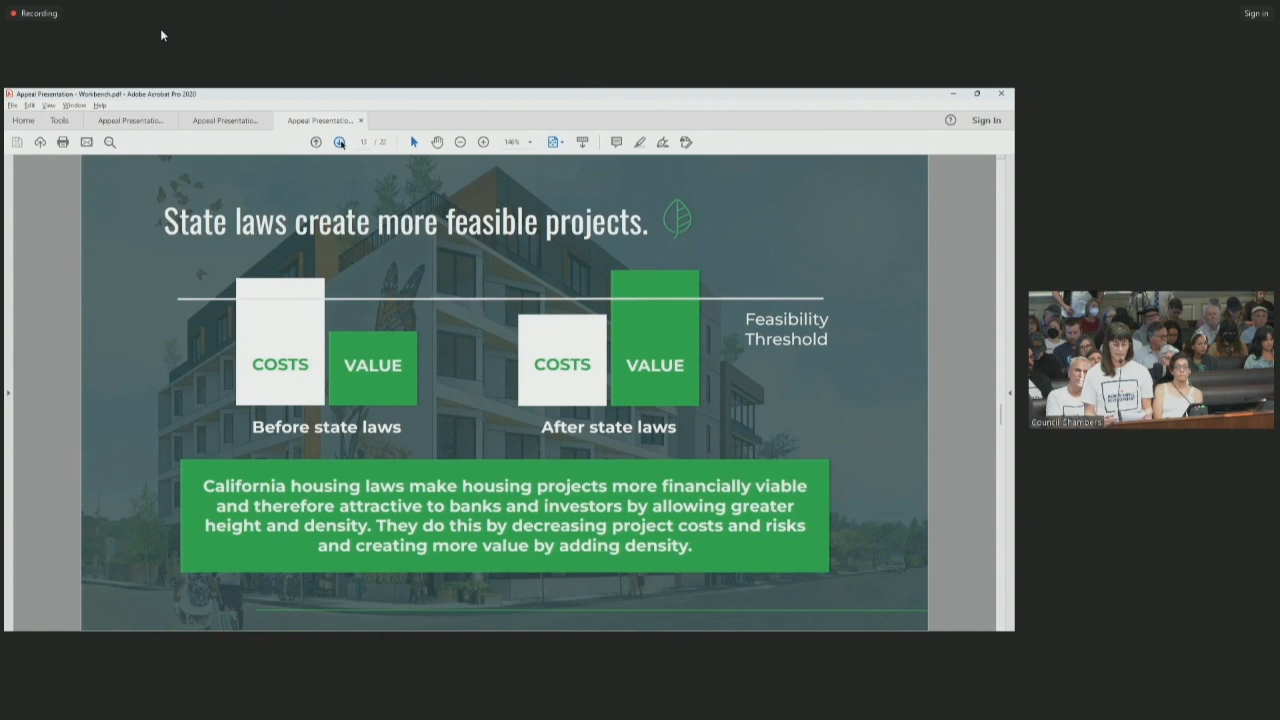 Recording
Sign in
Appeal Presentation - Workbench.pdf - Adobe Acrobat Pro 2020
File Edit View Window Help
Home Tools Appeal Presentatio... Appeal Presentatio... Appeal Presentatio... × Sign In
13 / 22 146%
State laws create more feasible projects.
Feasibility
Threshold
COSTS VALUE COSTS VALUE
Before state laws After state laws
California housing laws make housing projects more financially viable
and therefore attractive to banks and investors by allowing greater
height and density. They do this by decreasing project costs and risks
and creating more value by adding density.
Council Chambers